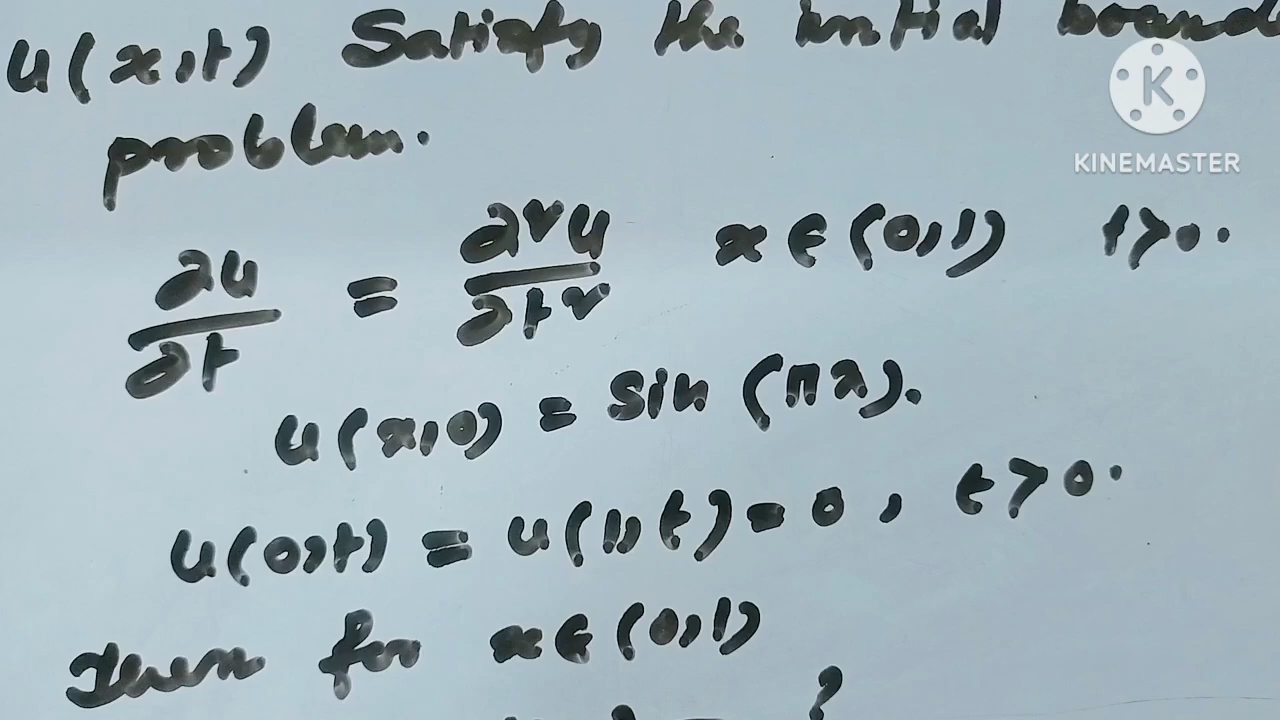 u(x,t) Satisfy the initial bound
K
KINEMASTER
problem.
∂u/∂t = ∂²u/∂t² x ∈ (0,1) t>0.
u(x,0) = Sin (πx).
u(0,t) = u(1,t) = 0, t>0.
Then for x ∈ (0,1)
= ?